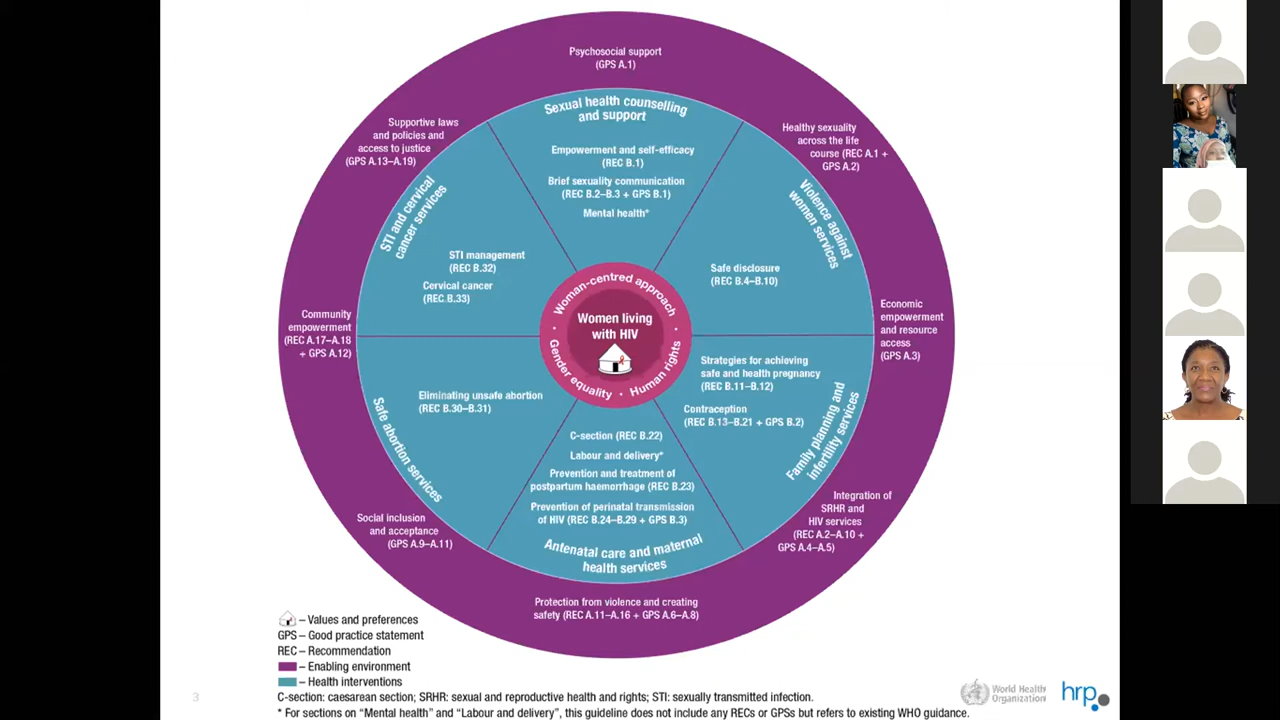 Psychosocial support
(GPS A.1)
Supportive laws
and policies and
access to justice
(GPS A.13–A.19)
Healthy sexuality
across the life
course (REC A.1 +
GPS A.2)
Sexual health counselling
and support
Empowerment and self-efficacy
(REC B.1)
Brief sexuality communication
(REC B.2–B.3 + GPS B.1)
Mental health*
STI and cervical
cancer services
STI management
(REC B.32)
Cervical cancer
(REC.B.33)
Violence against
women services
Safe disclosure
(REC B.4–B.10)
Woman-centred approach
Women living
with HIV
Gender equality • Human rights
Community
empowerment
(REC A.17–A.18
+ GPS A.12)
Economic
empowerment
and resource
access
(GPS A.3)
Strategies for achieving
safe and health pregnancy
(REC B.11–B.12)
Contraception
(REC B.13–B.21 + GPS B.2)
Family planning and
infertility services
Eliminating unsafe abortion
(REC B.30–B.31)
Safe abortion services
C-section (REC B.22)
Labour and delivery*
Prevention and treatment of
postpartum haemorrhage (REC B.23)
Prevention of perinatal transmission
of HIV (REC B.24–B.29 + GPS B.3)
Antenatal care and maternal
health services
Social inclusion
and acceptance
(GPS A.9–A.11)
Integration of
SRHR and
HIV services
(REC A.2–A.10 +
GPS A.4–A.5)
Protection from violence and creating
safety (REC A.11–A.16 + GPS A.6–A.8)
– Values and preferences
GPS – Good practice statement
REC – Recommendation
– Enabling environment
– Health interventions
C-section: caesarean section; SRHR: sexual and reproductive health and rights; STI: sexually transmitted infection.
* For sections on “Mental health” and “Labour and delivery”, this guideline does not include any RECs or GPSs but refers to existing WHO guidance.
3
World Health
Organization
hrp